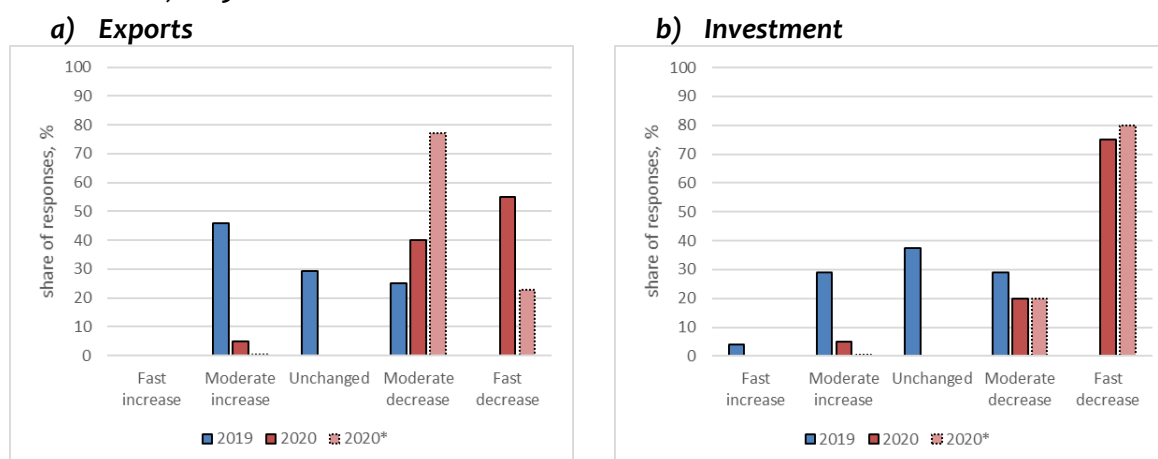 a) Exports
b) Investment
share of responses, %
100
90
80
70
60
50
40
30
20
10
0
Fast increase
Moderate increase
Unchanged
Moderate decrease
Fast decrease
2019 2020 2020*
share of responses, %
100
90
80
70
60
50
40
30
20
10
0
Fast increase
Moderate increase
Unchanged
Moderate decrease
Fast decrease
2019 2020 2020*